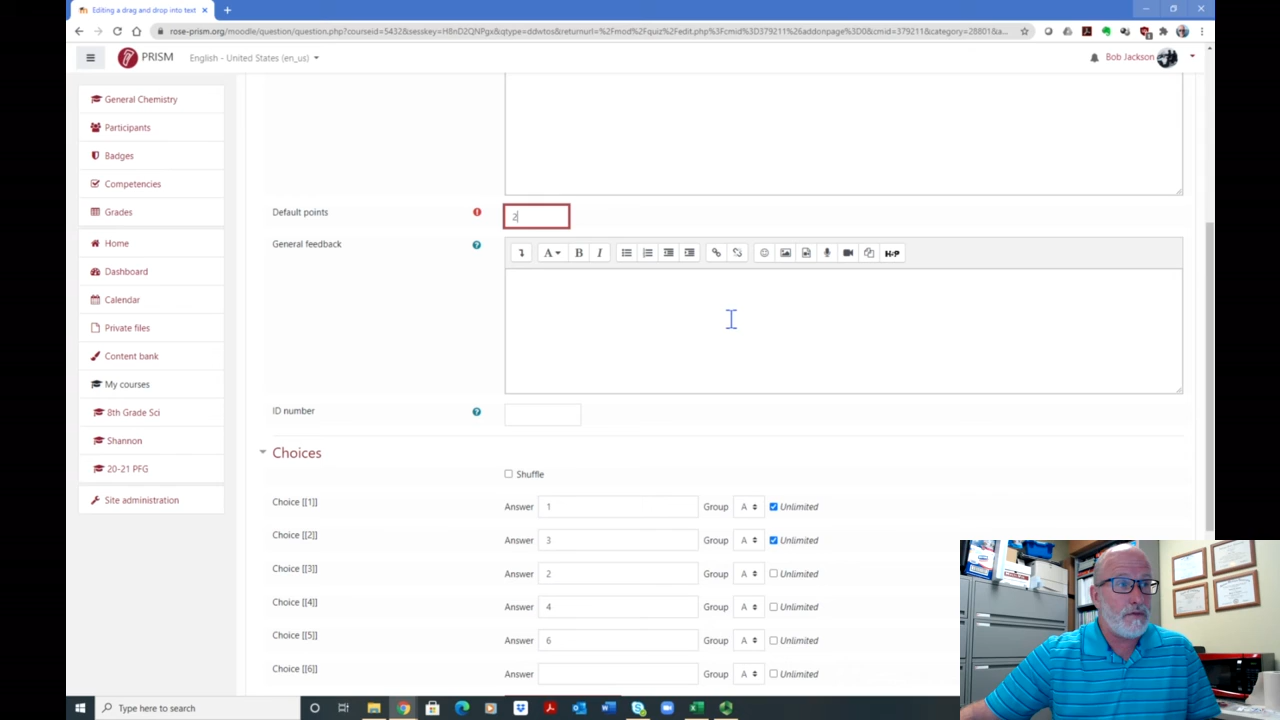 Editing a drag and drop into text
rose-prism.org/moodle/question/question.php?courseid=5432&sesskey=H8nD2QNPgx&qtype=ddwtos&returnurl=%2Fmod%2Fquiz%2Fedit.php%3Fcmid%3D379211%26addonpage%3D0&cmid=379211&category=28801&a...
PRISM
English - United States (en_us)
Bob Jackson
General Chemistry
Participants
Badges
Competencies
Grades
Home
Dashboard
Calendar
Private files
Content bank
My courses
8th Grade Sci
Shannon
20-21 PFG
Site administration
Default points
2
General feedback
A B I
H-P
ID number
Choices
Shuffle
Choice [[1]] Answer 1 Group A Unlimited
Choice [[2]] Answer 3 Group A Unlimited
Choice [[3]] Answer 2 Group A Unlimited
Choice [[4]] Answer 4 Group A Unlimited
Choice [[5]] Answer 6 Group A Unlimited
Choice [[6]] Answer Group A Unlimited
Type here to search